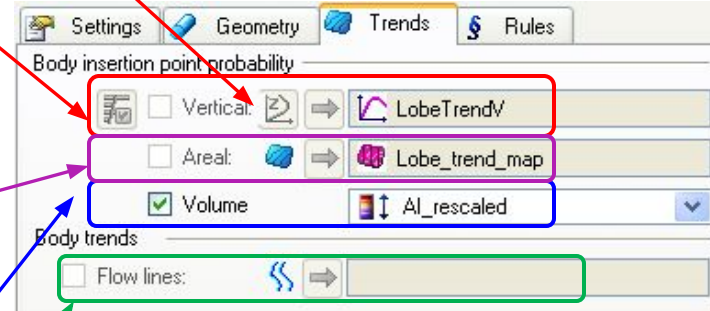 Settings Geometry Trends § Rules
Body insertion point probability
Vertical: LobeTrendV
Areal: Lobe_trend_map
Volume AI_rescaled
Body trends
Flow lines: